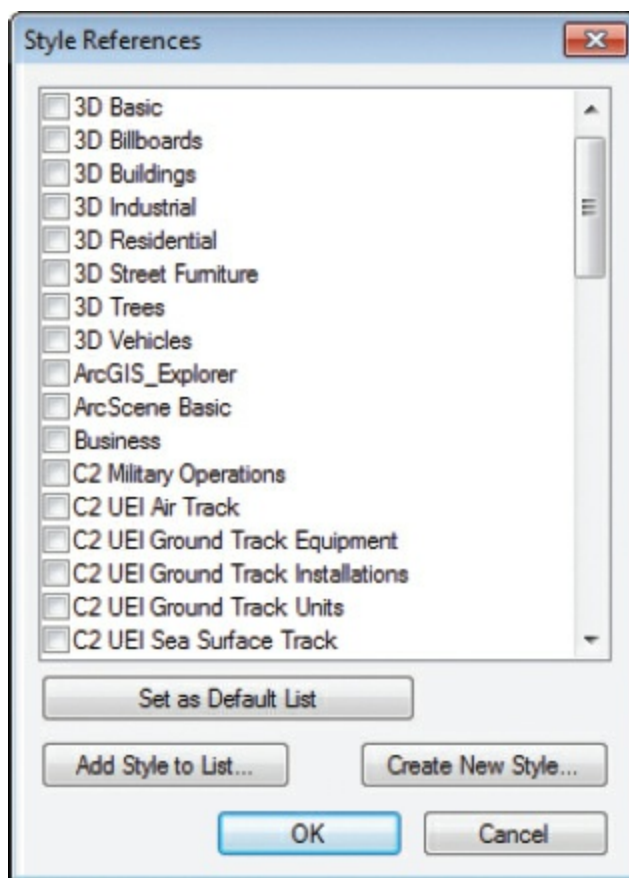 Style References
3D Basic
3D Billboards
3D Buildings
3D Industrial
3D Residential
3D Street Furniture
3D Trees
3D Vehicles
ArcGIS_Explorer
ArcScene Basic
Business
C2 Military Operations
C2 UEI Air Track
C2 UEI Ground Track Equipment
C2 UEI Ground Track Installations
C2 UEI Ground Track Units
C2 UEI Sea Surface Track
Set as Default List
Add Style to List...
Create New Style...
OK
Cancel